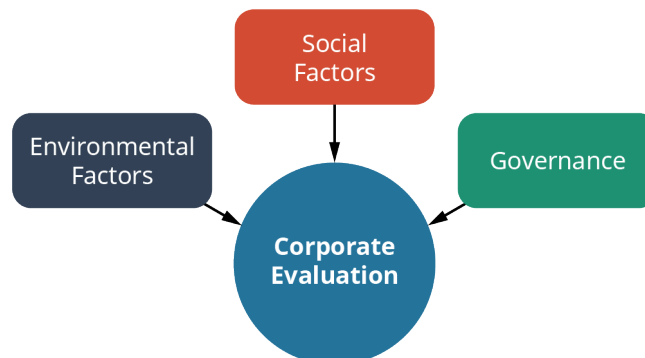 Social
Factors
Environmental
Factors
Governance
Corporate
Evaluation